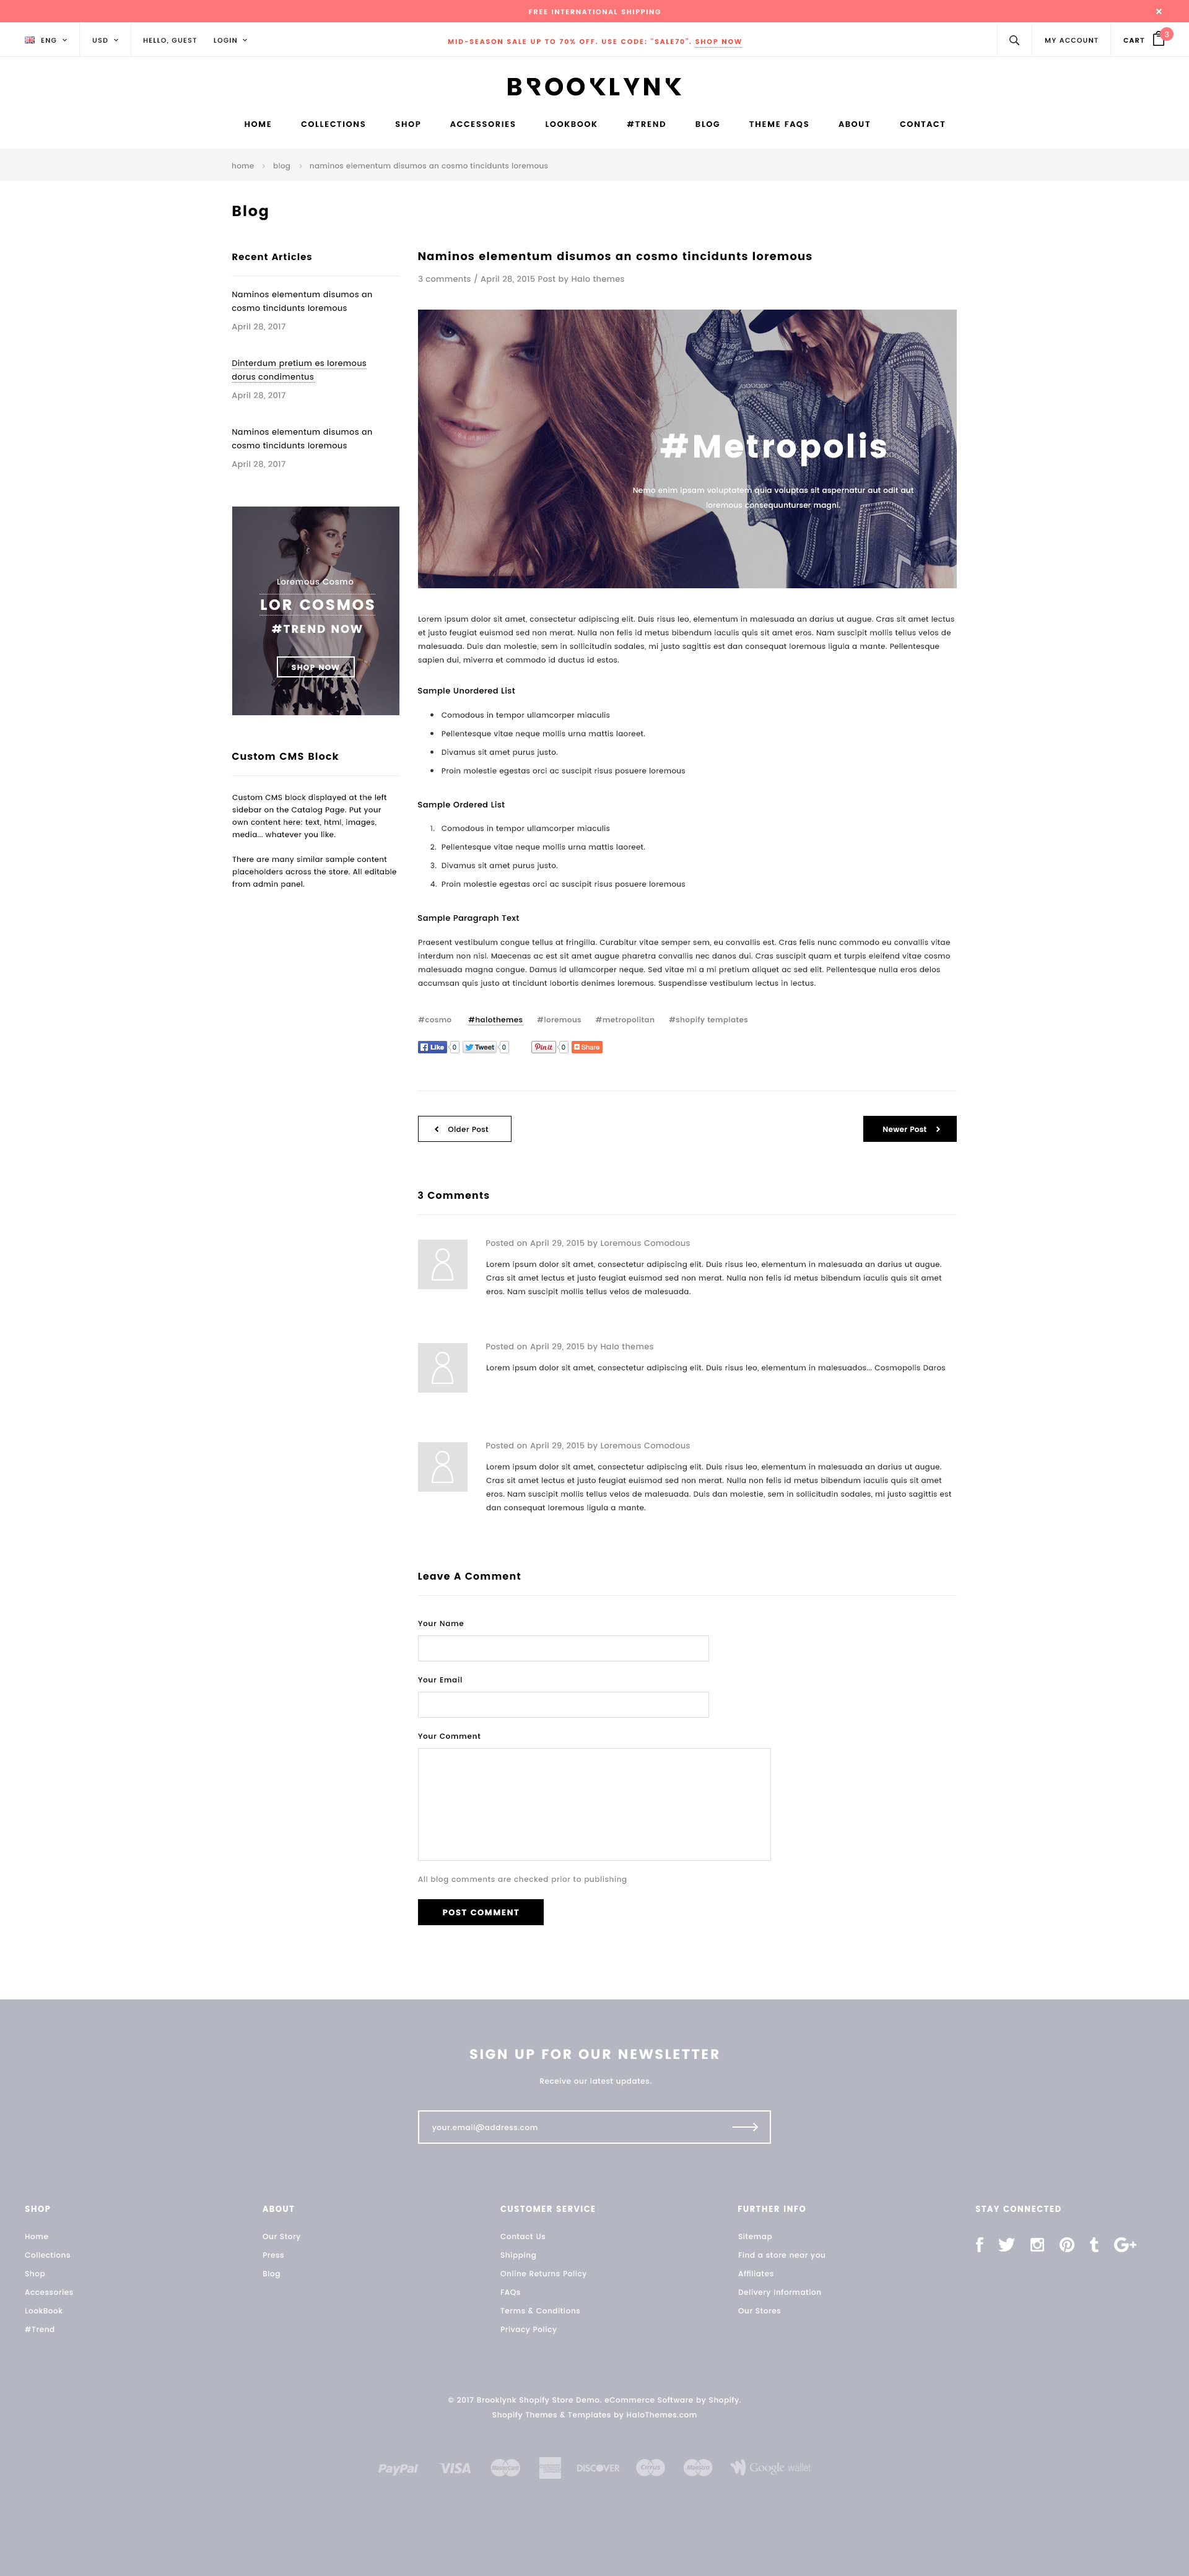 FREE INTERNATIONAL SHIPPING
ENG
USD
HELLO, GUEST
LOGIN
MID-SEASON SALE UP TO 70% OFF. USE CODE: "SALE70". SHOP NOW
MY ACCOUNT
CART
3
BROOKLYNK
HOME
COLLECTIONS
SHOP
ACCESSORIES
LOOKBOOK
#TREND
BLOG
THEME FAQS
ABOUT
CONTACT
home > blog > naminos elementum disumos an cosmo tincidunts loremous
Blog
Recent Articles
Naminos elementum disumos an
cosmo tincidunts loremous
April 28, 2017
Dinterdum pretium es loremous
dorus condimentus
April 28, 2017
Naminos elementum disumos an
cosmo tincidunts loremous
April 28, 2017
Loremous Cosmo
LOR COSMOS
#TREND NOW
SHOP NOW
Custom CMS Block
Custom CMS block displayed at the left
sidebar on the Catalog Page. Put your
own content here: text, html, images,
media... whatever you like.
There are many similar sample content
placeholders across the store. All editable
from admin panel.
Naminos elementum disumos an cosmo tincidunts loremous
3 comments / April 28, 2015 Post by Halo themes
#Metropolis
Nemo enim ipsam voluptatem quia voluptas sit aspernatur aut odit aut
loremous consequunturser magni.
Lorem ipsum dolor sit amet, consectetur adipiscing elit. Duis risus leo, elementum in malesuada an darius ut augue. Cras sit amet lectus
et justo feugiat euismod sed non merat. Nulla non felis id metus bibendum iaculis quis sit amet eros. Nam suscipit mollis tellus velos de
malesuada. Duis dan molestie, sem in sollicitudin sodales, mi justo sagittis est dan consequat loremous ligula a mante. Pellentesque
sapien dui, miverra et commodo id ductus id estos.
Sample Unordered List
• Comodous in tempor ullamcorper miaculis
• Pellentesque vitae neque mollis urna mattis laoreet.
• Divamus sit amet purus justo.
• Proin molestie egestas orci ac suscipit risus posuere loremous
Sample Ordered List
1. Comodous in tempor ullamcorper miaculis
2. Pellentesque vitae neque mollis urna mattis laoreet.
3. Divamus sit amet purus justo.
4. Proin molestie egestas orci ac suscipit risus posuere loremous
Sample Paragraph Text
Praesent vestibulum congue tellus at fringilla. Curabitur vitae semper sem, eu convallis est. Cras felis nunc commodo eu convallis vitae
interdum non nisl. Maecenas ac est sit amet augue pharetra convallis nec danos dui. Cras suscipit quam et turpis eleifend vitae cosmo
malesuada magna congue. Damus id ullamcorper neque. Sed vitae mi a mi pretium aliquet ac sed elit. Pellentesque nulla eros delos
accumsan quis justo at tincidunt lobortis denimes loremous. Suspendisse vestibulum lectus in lectus.
#cosmo
#halothemes
#loremous
#metropolitan
#shopify templates
Like 0
Tweet 0
Pin it 0
Share
Older Post
Newer Post
3 Comments
Posted on April 29, 2015 by Loremous Comodous
Lorem ipsum dolor sit amet, consectetur adipiscing elit. Duis risus leo, elementum in malesuada an darius ut augue.
Cras sit amet lectus et justo feugiat euismod sed non merat. Nulla non felis id metus bibendum iaculis quis sit amet
eros. Nam suscipit mollis tellus velos de malesuada.
Posted on April 29, 2015 by Halo themes
Lorem ipsum dolor sit amet, consectetur adipiscing elit. Duis risus leo, elementum in malesuados... Cosmopolis Daros
Posted on April 29, 2015 by Loremous Comodous
Lorem ipsum dolor sit amet, consectetur adipiscing elit. Duis risus leo, elementum in malesuada an darius ut augue.
Cras sit amet lectus et justo feugiat euismod sed non merat. Nulla non felis id metus bibendum iaculis quis sit amet
eros. Nam suscipit mollis tellus velos de malesuada. Duis dan molestie, sem in sollicitudin sodales, mi justo sagittis est
dan consequat loremous ligula a mante.
Leave A Comment
Your Name
Your Email
Your Comment
All blog comments are checked prior to publishing
POST COMMENT
SIGN UP FOR OUR NEWSLETTER
Receive our latest updates.
your.email@address.com
SHOP
Home
Collections
Shop
Accessories
LookBook
#Trend
ABOUT
Our Story
Press
Blog
CUSTOMER SERVICE
Contact Us
Shipping
Online Returns Policy
FAQs
Terms & Conditions
Privacy Policy
FURTHER INFO
Sitemap
Find a store near you
Affiliates
Delivery Information
Our Stores
STAY CONNECTED
© 2017 Brooklynk Shopify Store Demo. eCommerce Software by Shopify.
Shopify Themes & Templates by HaloThemes.com
PayPal
VISA
MasterCard
DISCOVER
Cirrus
Maestro
Google wallet